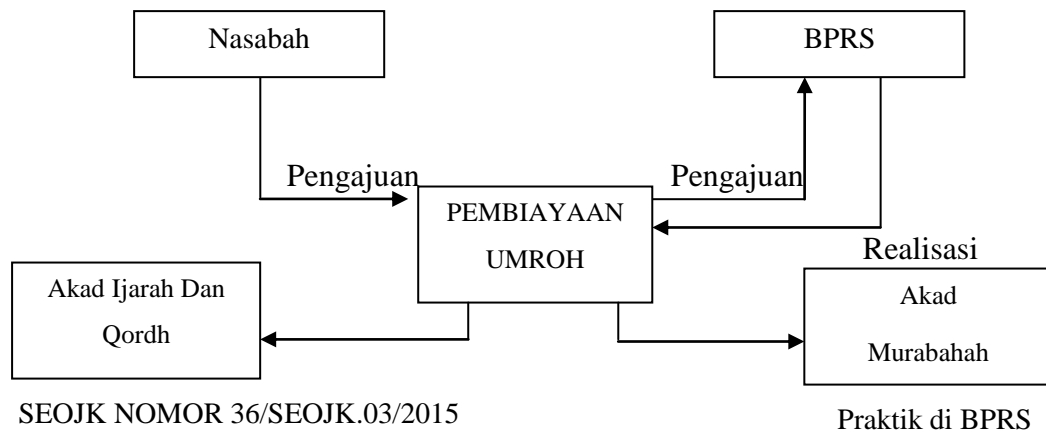 Nasabah
BPRS
Pengajuan
Pengajuan
PEMBIAYAAN
UMROH
Realisasi
Akad Ijarah Dan
Qordh
Akad
Murabahah
SEOJK NOMOR 36/SEOJK.03/2015
Praktik di BPRS